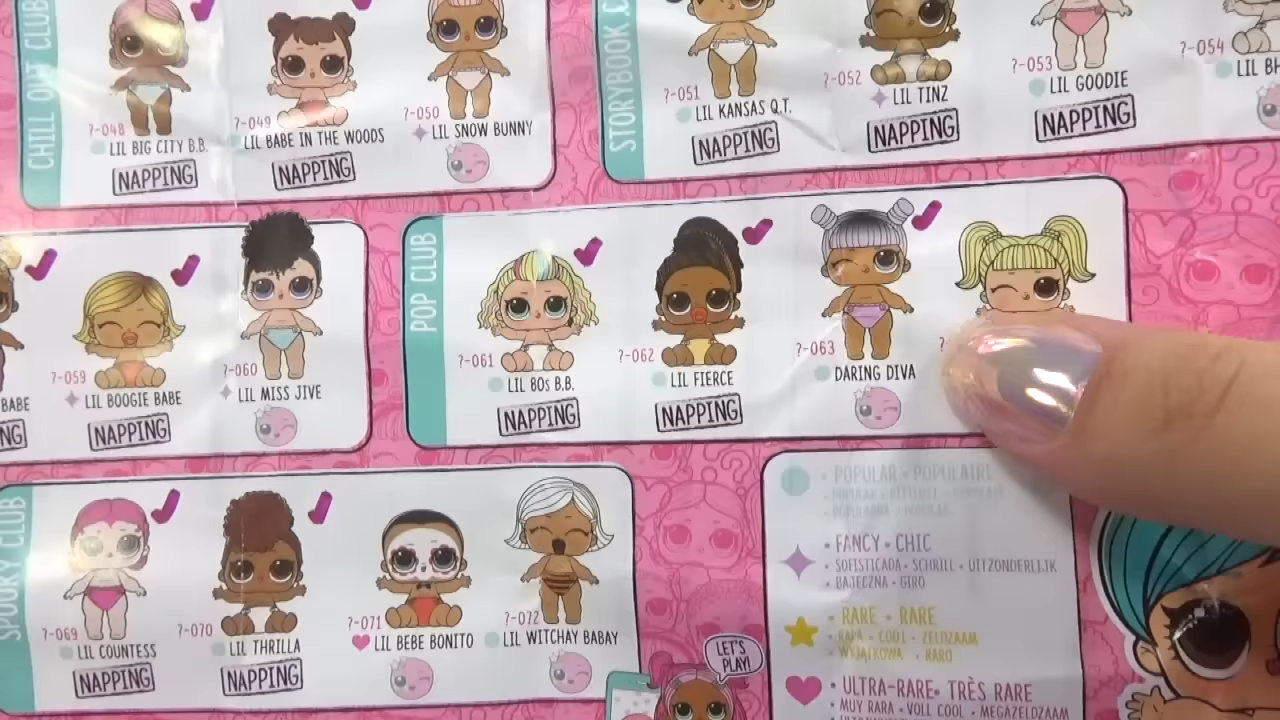 CHILL OUT CLUB
?-048
LIL BIG CITY B.B.
NAPPING
?-049
LIL BABE IN THE WOODS
NAPPING
?-050
LIL SNOW BUNNY
STORYBOOK C
?-051
LIL KANSAS Q.T.
NAPPING
?-052
LIL TINZ
NAPPING
?-053
LIL GOODIE
NAPPING
?-054
LIL BH
BABE
NG
?-059
LIL BOOGIE BABE
NAPPING
?-060
LIL MISS JIVE
POP CLUB
?-061
LIL 80s B.B.
NAPPING
?-062
LIL FIERCE
NAPPING
?-063
DARING DIVA
SPOOKY CLUB
?-069
LIL COUNTESS
NAPPING
?-070
LIL THRILLA
NAPPING
?-071
LIL BEBE BONITO
?-072
LIL WITCHAY BABAY
• POPULAR • POPULAIRE
• FANCY • CHIC
• SOFISTICADA • SCHRILL • UITZONDERLIJK
• BAJECZNA • GIRO
• RARE • RARE
• RARA • COOL • ZELDZAAM
• WYJĄTKOWA • RARO
• ULTRA-RARE • TRÈS RARE
• MUY RARA • VOLL COOL • MEGAZELDZAAM
LET'S
PLAY!